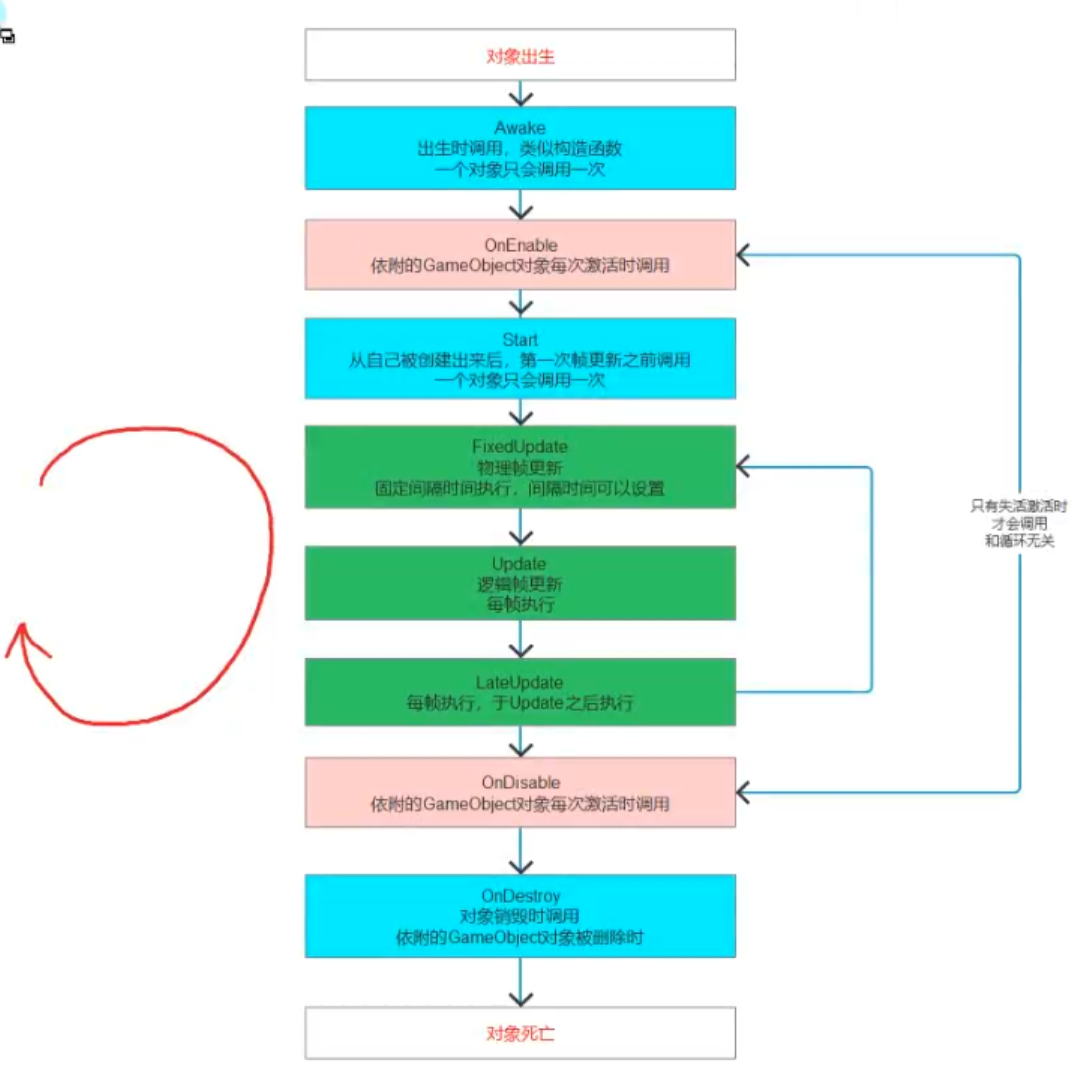 对象出生
Awake
出生时调用，类似构造函数
一个对象只会调用一次
OnEnable
依附的GameObject对象每次激活时调用
Start
从自己被创建出来后，第一次帧更新之前调用
一个对象只会调用一次
FixedUpdate
物理帧更新
固定间隔时间执行，间隔时间可以设置
只有失活激活时
才会调用
和循环无关
Update
逻辑帧更新
每帧执行
LateUpdate
每帧执行，于Update之后执行
OnDisable
依附的GameObject对象每次激活时调用
OnDestroy
对象销毁时调用
依附的GameObject对象被删除时
对象死亡